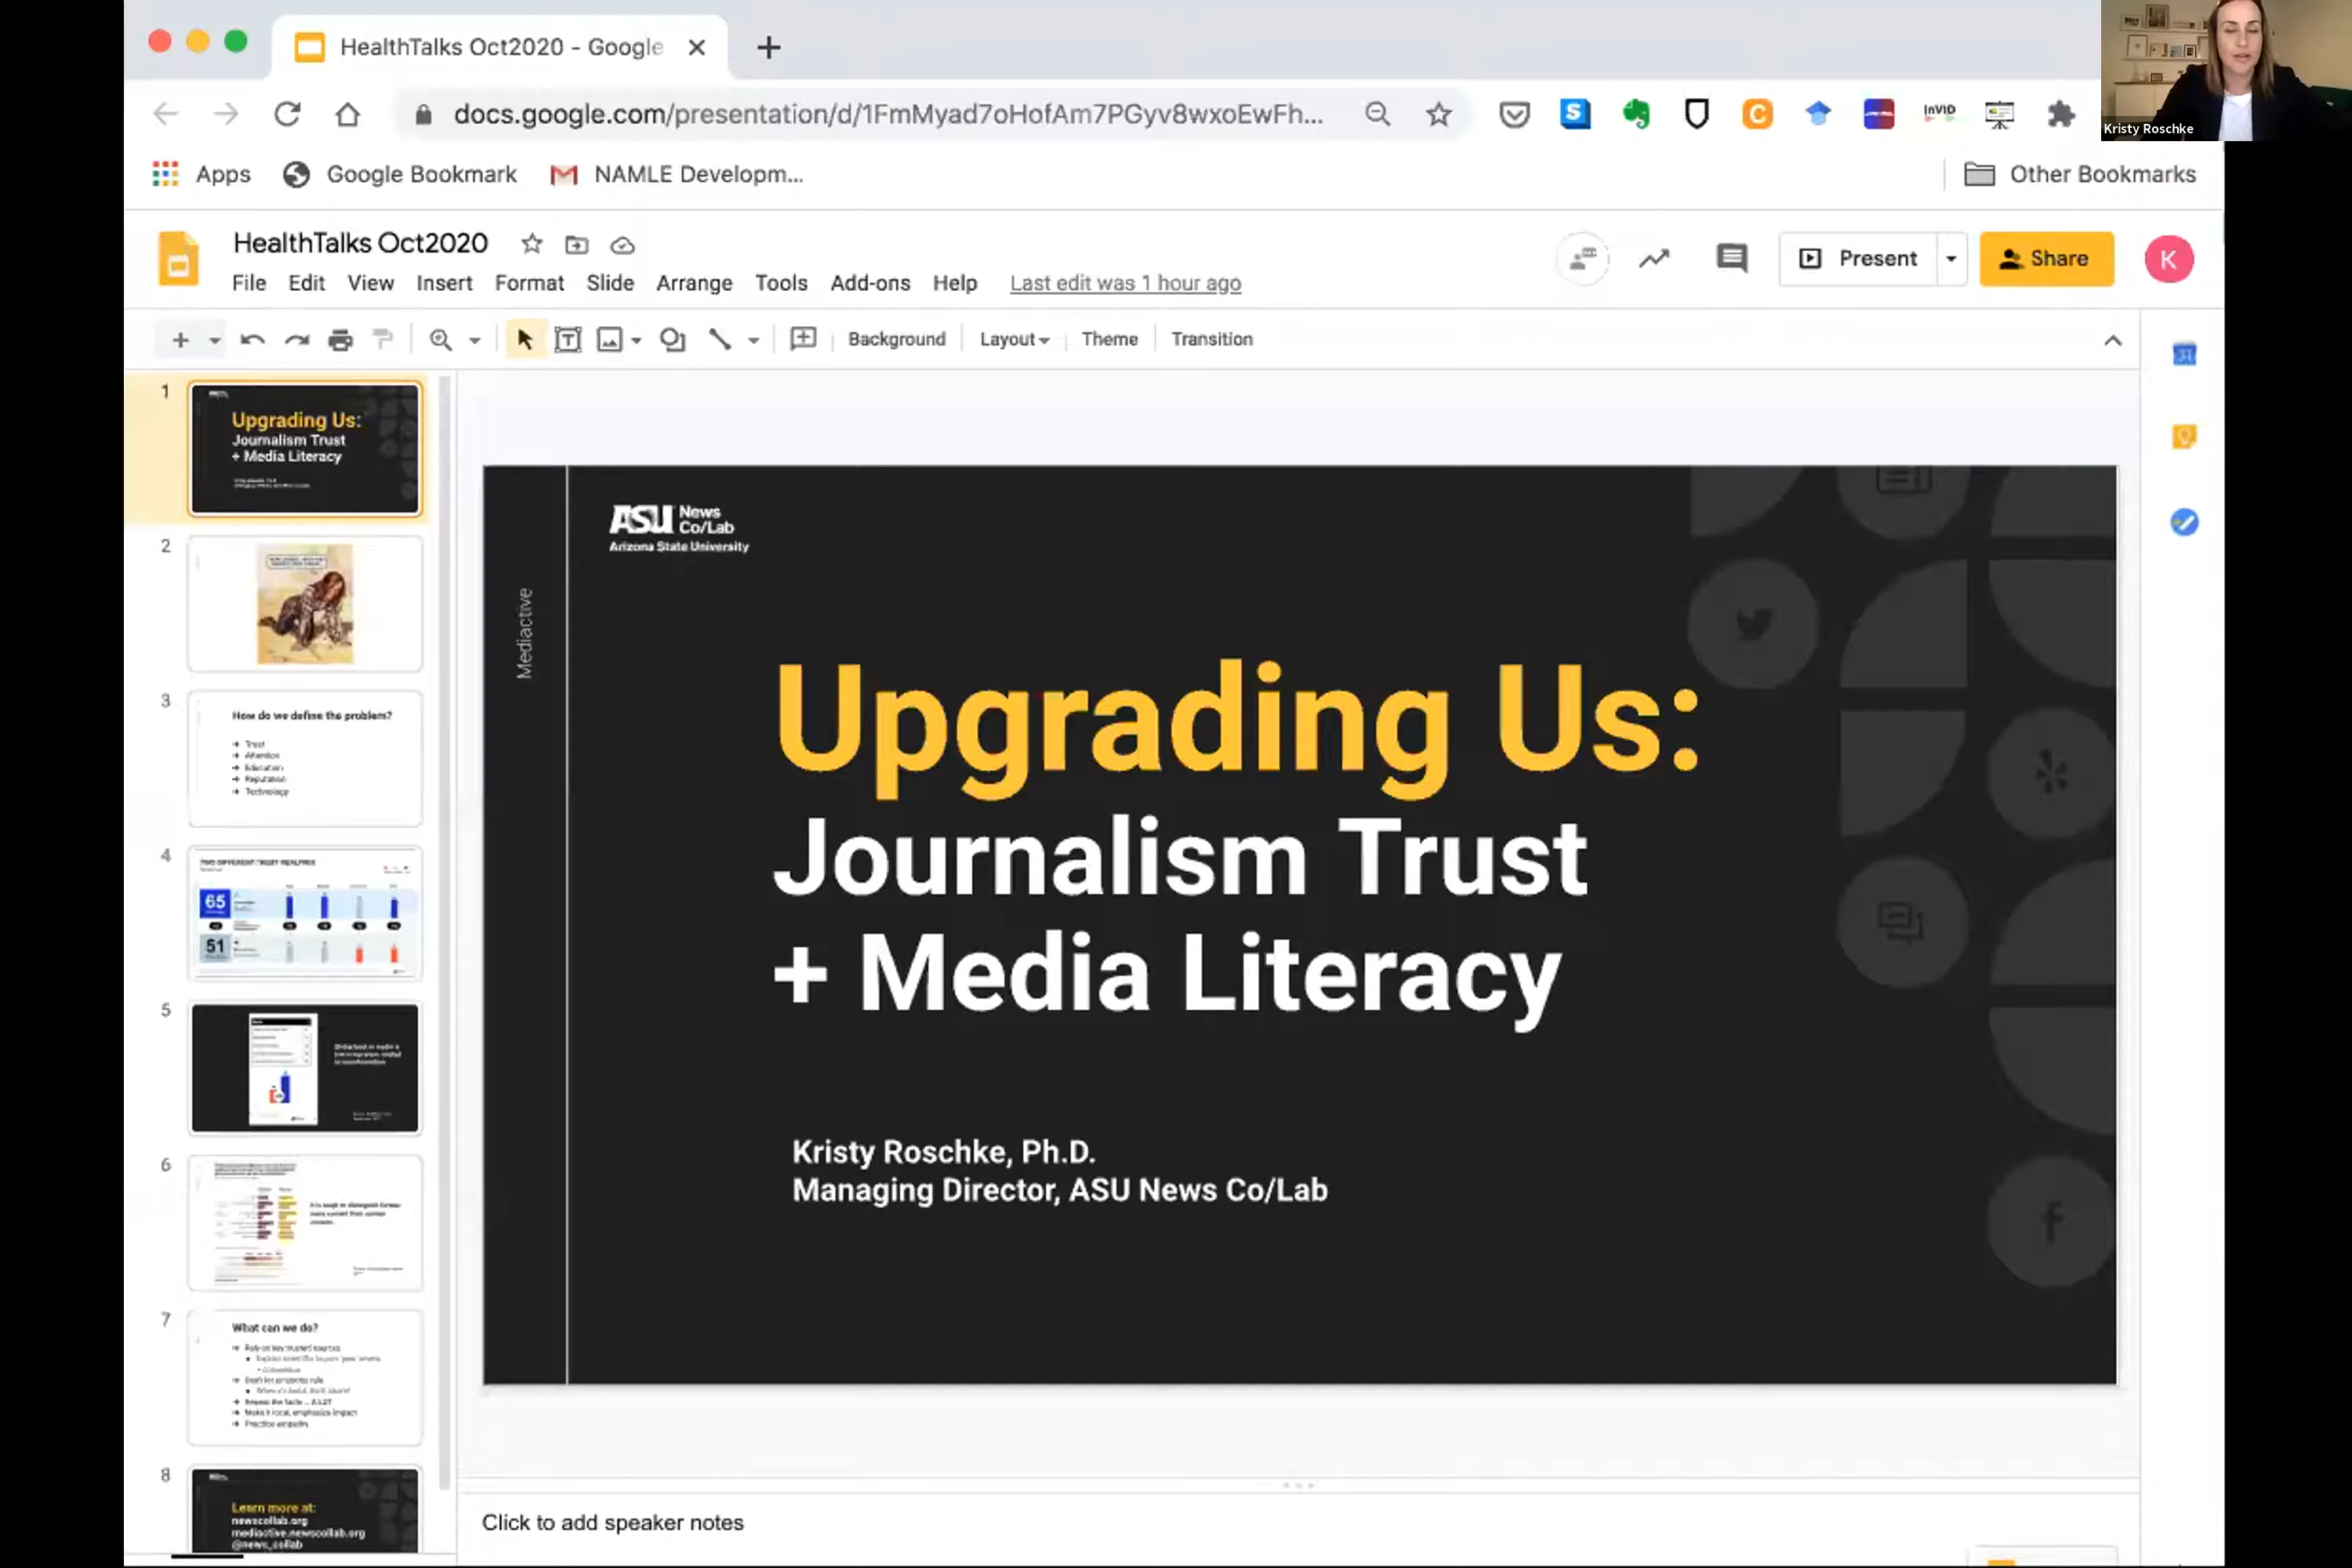 HealthTalks Oct2020 - Google
Kristy Roschke
docs.google.com/presentation/d/1FmMyad7oHofAm7PGyv8wxoEwFh...
InVID
Apps
Google Bookmark
NAMLE Developm...
Other Bookmarks
HealthTalks Oct2020
File Edit View Insert Format Slide Arrange Tools Add-ons Help Last edit was 1 hour ago
Present
Share
K
Background
Layout
Theme
Transition
31
1
Upgrading Us:
Journalism Trust
+ Media Literacy
2
3
How do we define the problem?
Trust
Attention
Education
Reputation
Technology
4
65
51
5
6
7
What can we do?
Practice empathy
8
Learn more at:
newscollab.org
mediactive.newscollab.org
@news_collab
Mediactive
ASU News
Co/Lab
Arizona State University
Upgrading Us:
Journalism Trust
+ Media Literacy
Kristy Roschke, Ph.D.
Managing Director, ASU News Co/Lab
Click to add speaker notes